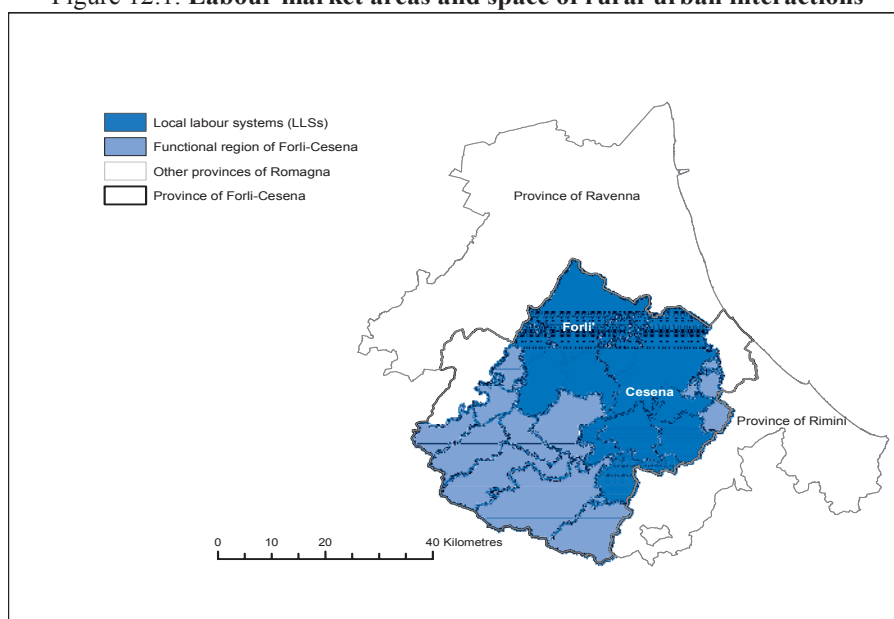 Figure 12.1. Labour market areas and space of rural-urban interactions
Local labour systems (LLSs)
Functional region of Forli-Cesena
Other provinces of Romagna
Province of Forli-Cesena
Province of Ravenna
Forli'
Cesena
Province of Rimini
0 10 20 40 Kilometres